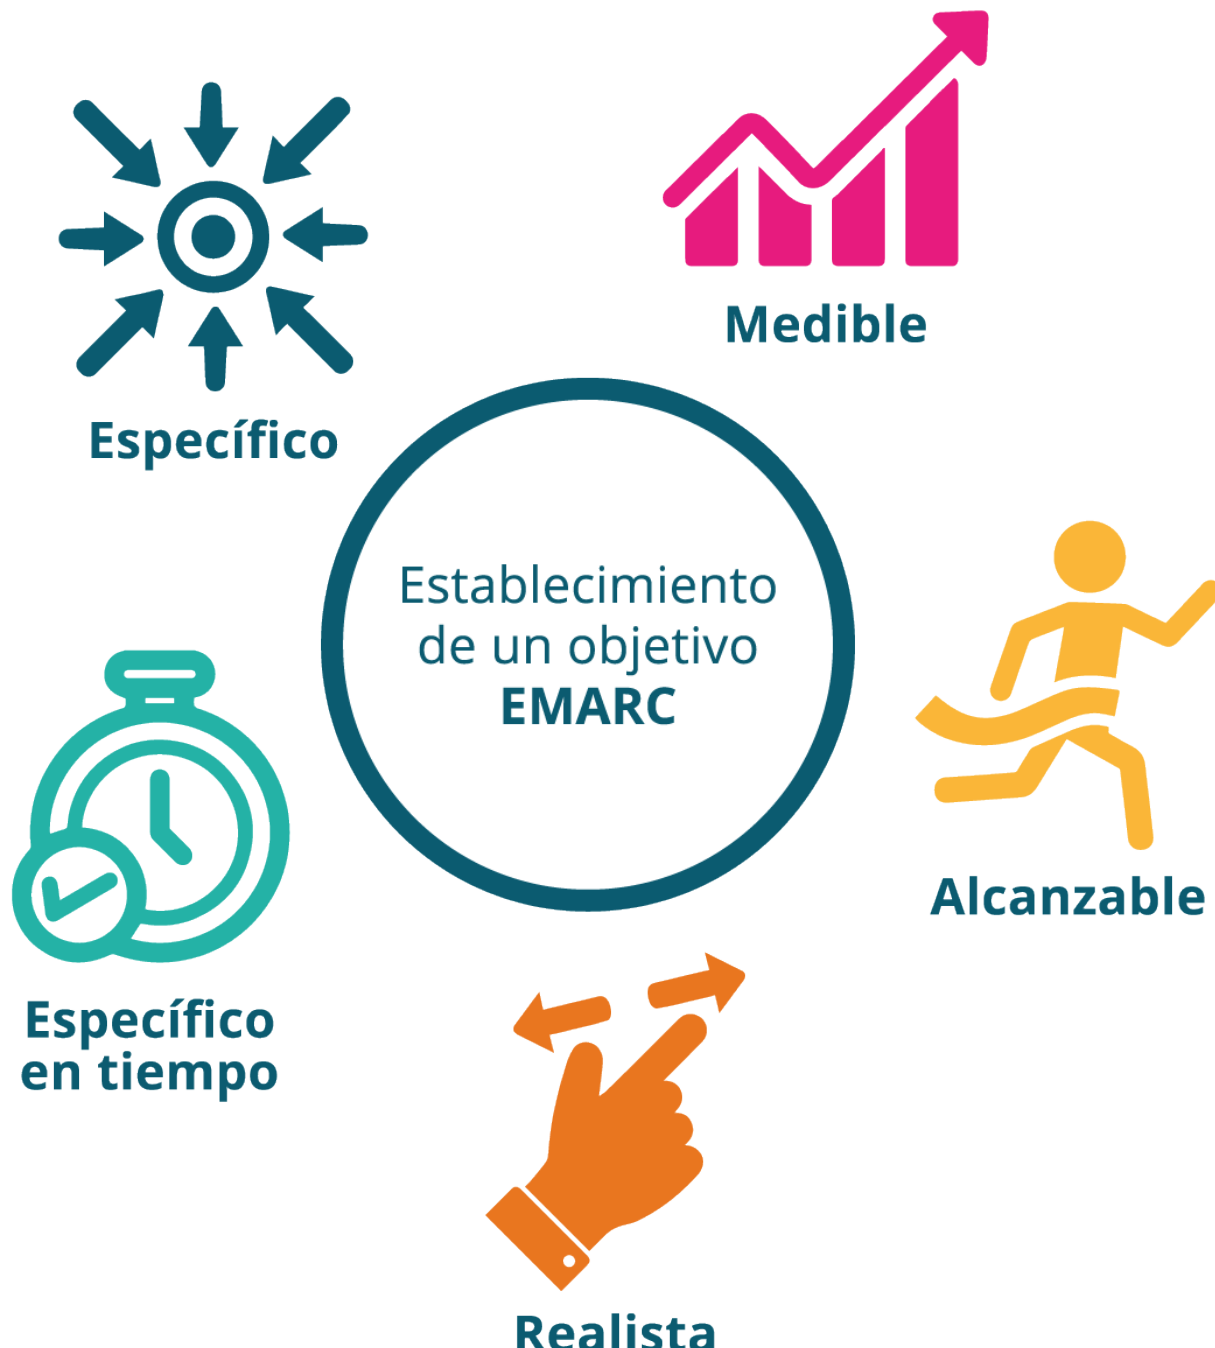 Medible
Específico
Establecimiento
de un objetivo
EMARC
Alcanzable
Específico
en tiempo
Realista